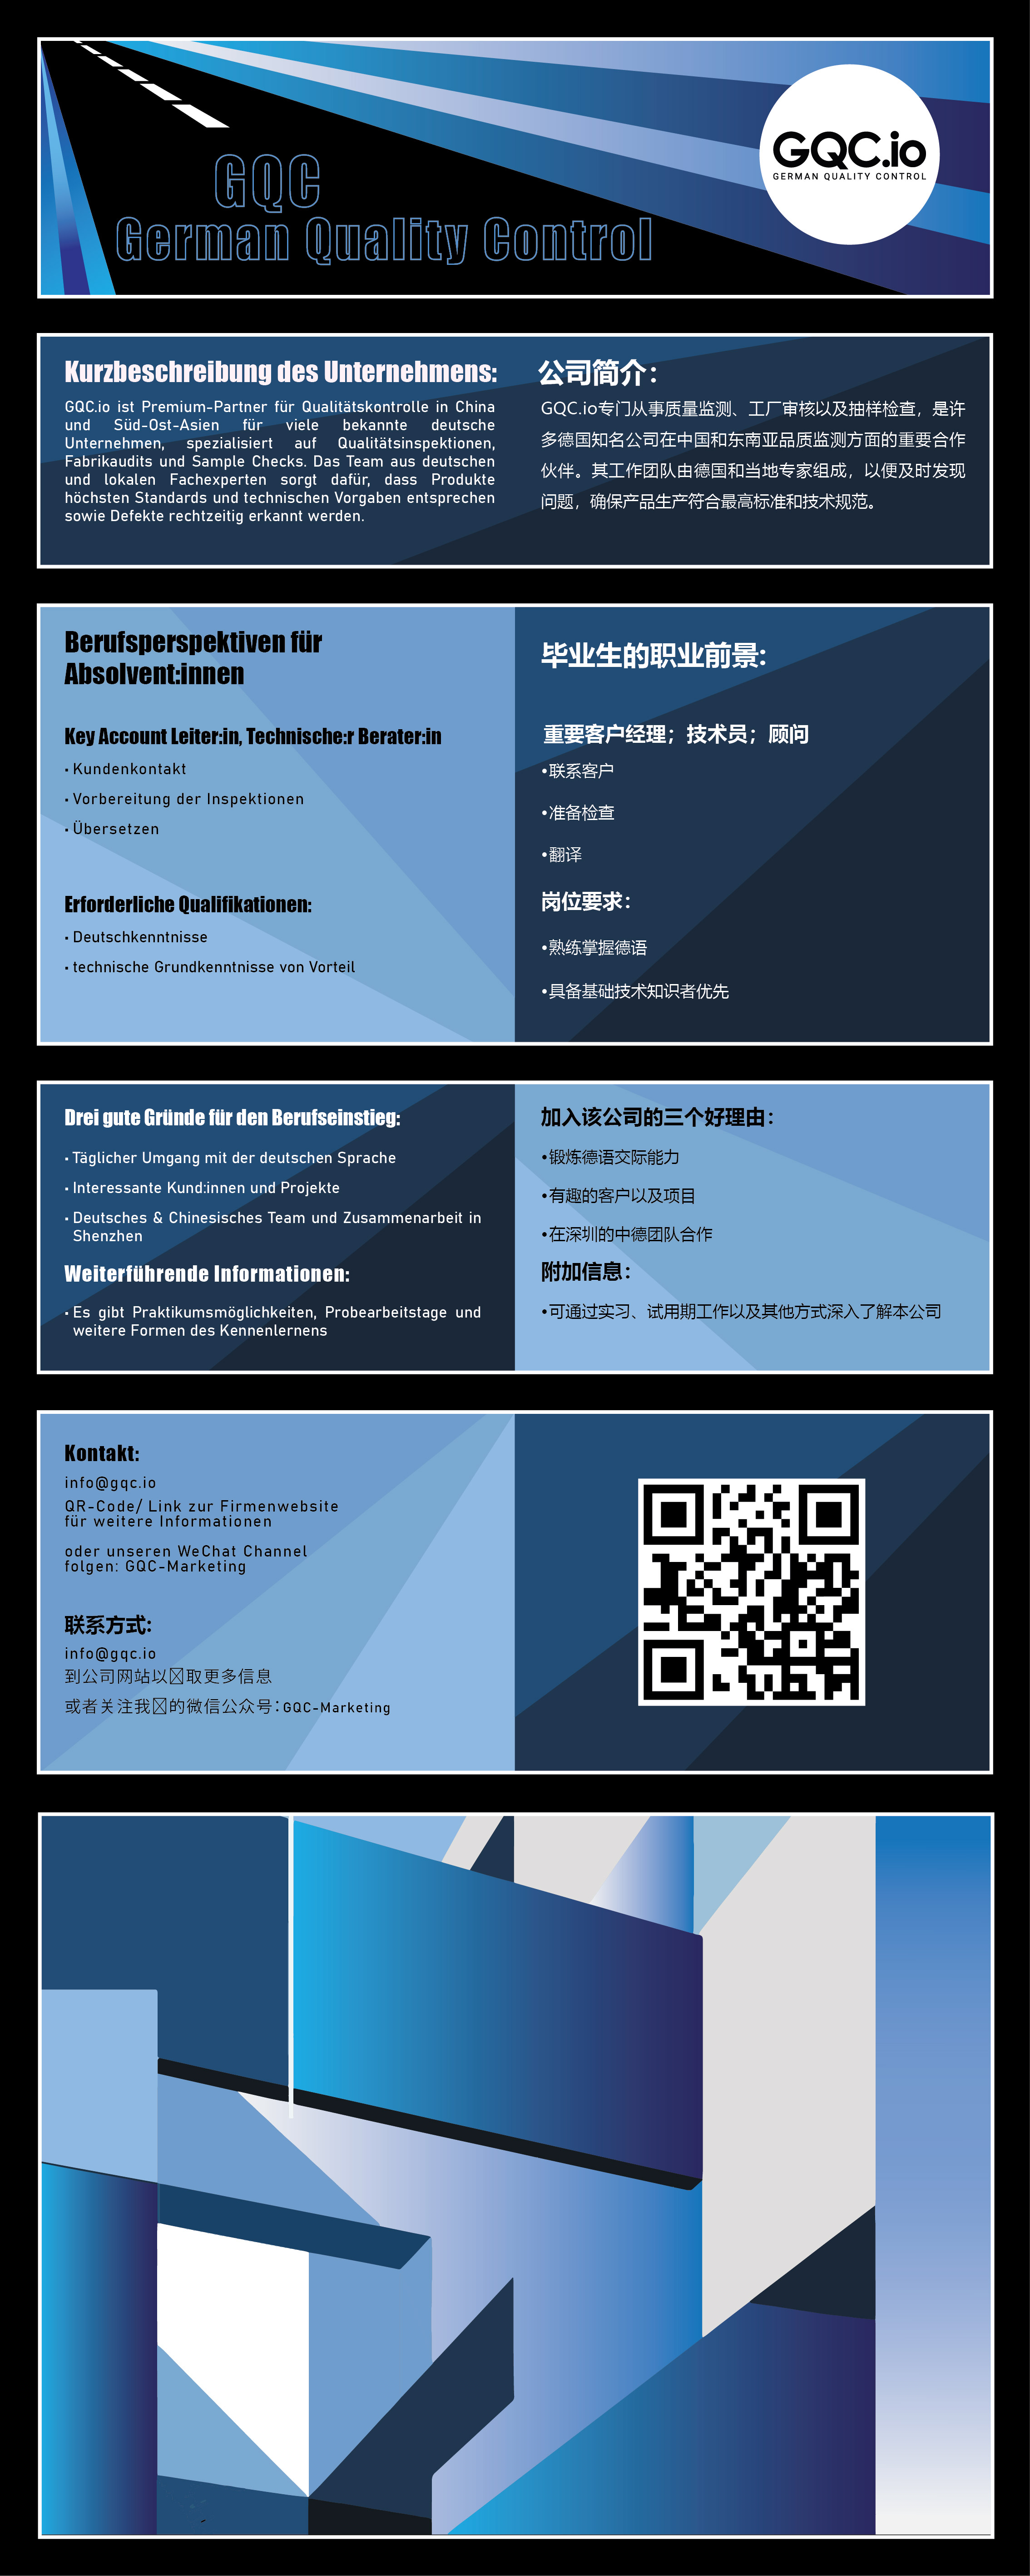 GQC
German Quality Control
GQC.io
GERMAN QUALITY CONTROL
Kurzbeschreibung des Unternehmens:
GQC.io ist Premium-Partner für Qualitätskontrolle in China
und Süd-Ost-Asien für viele bekannte deutsche
Unternehmen, spezialisiert auf Qualitätsinspektionen,
Fabrikaudits und Sample Checks. Das Team aus deutschen
und lokalen Fachexperten sorgt dafür, dass Produkte
höchsten Standards und technischen Vorgaben entsprechen
sowie Defekte rechtzeitig erkannt werden.
公司简介：
GQC.io专门从事质量监测、工厂审核以及抽样检查，是许
多德国知名公司在中国和东南亚品质监测方面的重要合作
伙伴。其工作团队由德国和当地专家组成，以便及时发现
问题，确保产品生产符合最高标准和技术规范。
Berufsperspektiven für
Absolvent:innen
Key Account Leiter:in, Technische:r Berater:in
• Kundenkontakt
• Vorbereitung der Inspektionen
• Übersetzen
Erforderliche Qualifikationen:
• Deutschkenntnisse
• technische Grundkenntnisse von Vorteil
毕业生的职业前景:
重要客户经理；技术员；顾问
•联系客户
•准备检查
•翻译
岗位要求：
•熟练掌握德语
•具备基础技术知识者优先
Drei gute Gründe für den Berufseinstieg:
• Täglicher Umgang mit der deutschen Sprache
• Interessante Kund:innen und Projekte
• Deutsches & Chinesisches Team und Zusammenarbeit in
Shenzhen
Weiterführende Informationen:
• Es gibt Praktikumsmöglichkeiten, Probearbeitstage und
weitere Formen des Kennenlernens
加入该公司的三个好理由：
•锻炼德语交际能力
•有趣的客户以及项目
•在深圳的中德团队合作
附加信息：
•可通过实习、试用期工作以及其他方式深入了解本公司
Kontakt:
info@gqc.io
QR-Code/ Link zur Firmenwebsite
für weitere Informationen
oder unseren WeChat Channel
folgen: GQC-Marketing
联系方式:
info@gqc.io
到公司网站以取更多信息
或者关注我的微信公众号：GQC-Marketing